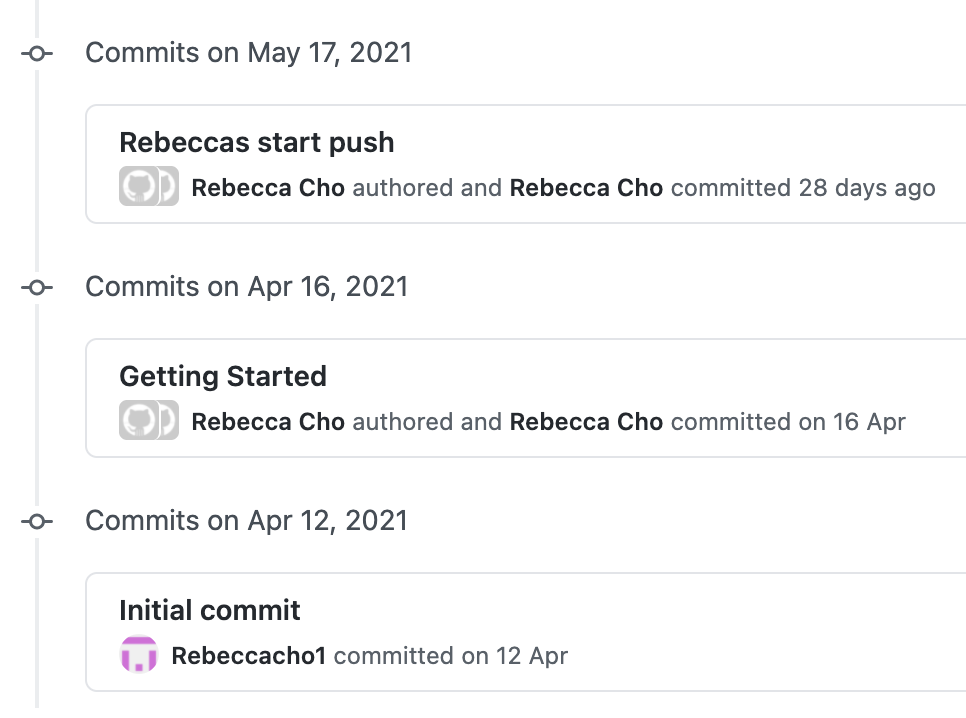 Commits on May 17, 2021
Rebeccas start push
Rebecca Cho authored and Rebecca Cho committed 28 days ago
Commits on Apr 16, 2021
Getting Started
Rebecca Cho authored and Rebecca Cho committed on 16 Apr
Commits on Apr 12, 2021
Initial commit
Rebeccacho1 committed on 12 Apr